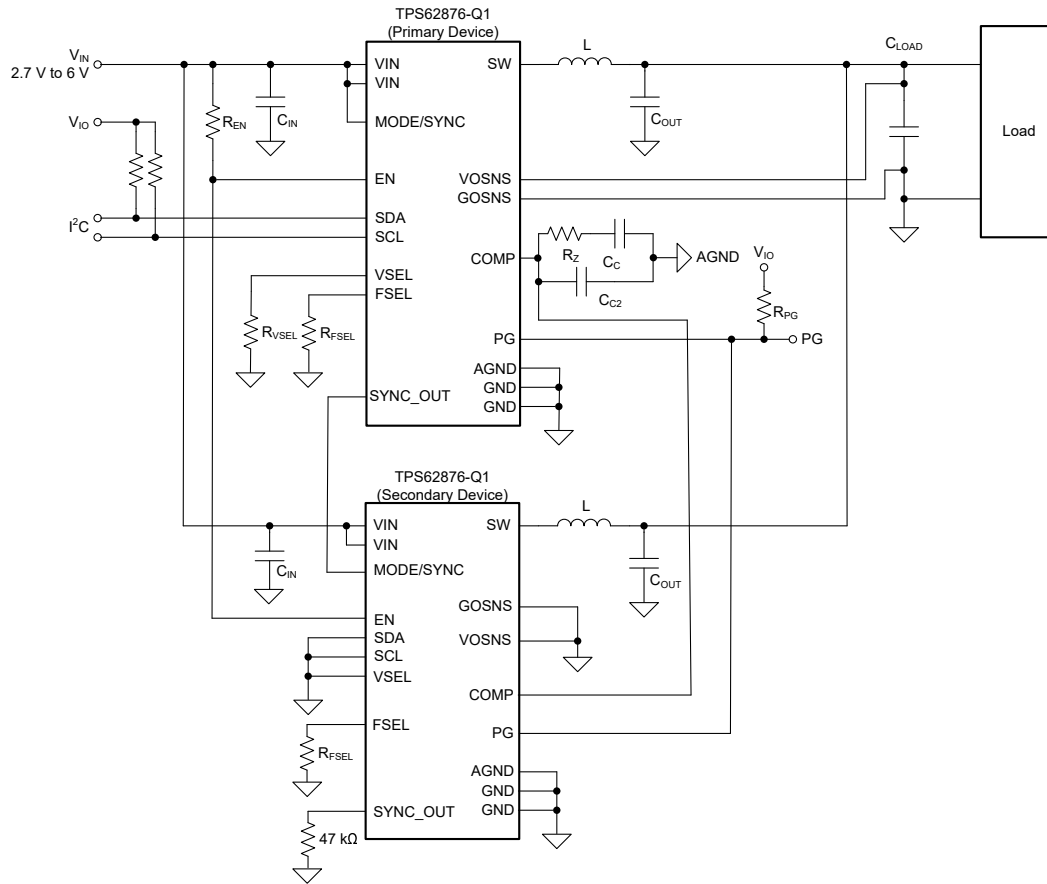 TPS62876-Q1
(Primary Device)
V_IN
2.7 V to 6 V
VIN
VIN
SW
L
C_LOAD
C_OUT
C_IN
R_EN
MODE/SYNC
V_IO
Load
EN
VOSNS
GOSNS
SDA
I²C
SCL
COMP
R_Z
C_C
AGND
V_IO
VSEL
FSEL
C_C2
R_PG
R_VSEL
R_FSEL
PG
PG
AGND
GND
GND
SYNC_OUT
TPS62876-Q1
(Secondary Device)
VIN
VIN
SW
L
C_IN
MODE/SYNC
C_OUT
GOSNS
EN
SDA
SCL
VSEL
VOSNS
COMP
FSEL
PG
R_FSEL
AGND
GND
GND
SYNC_OUT
47 kΩ